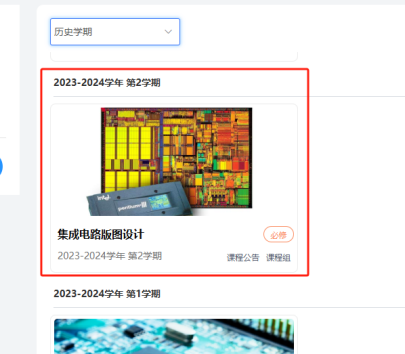 历史学期
2023-2024学年 第2学期
intel
pentium
集成电路版图设计
必修
2023-2024学年 第2学期
课程公告 课程组
2023-2024学年 第1学期